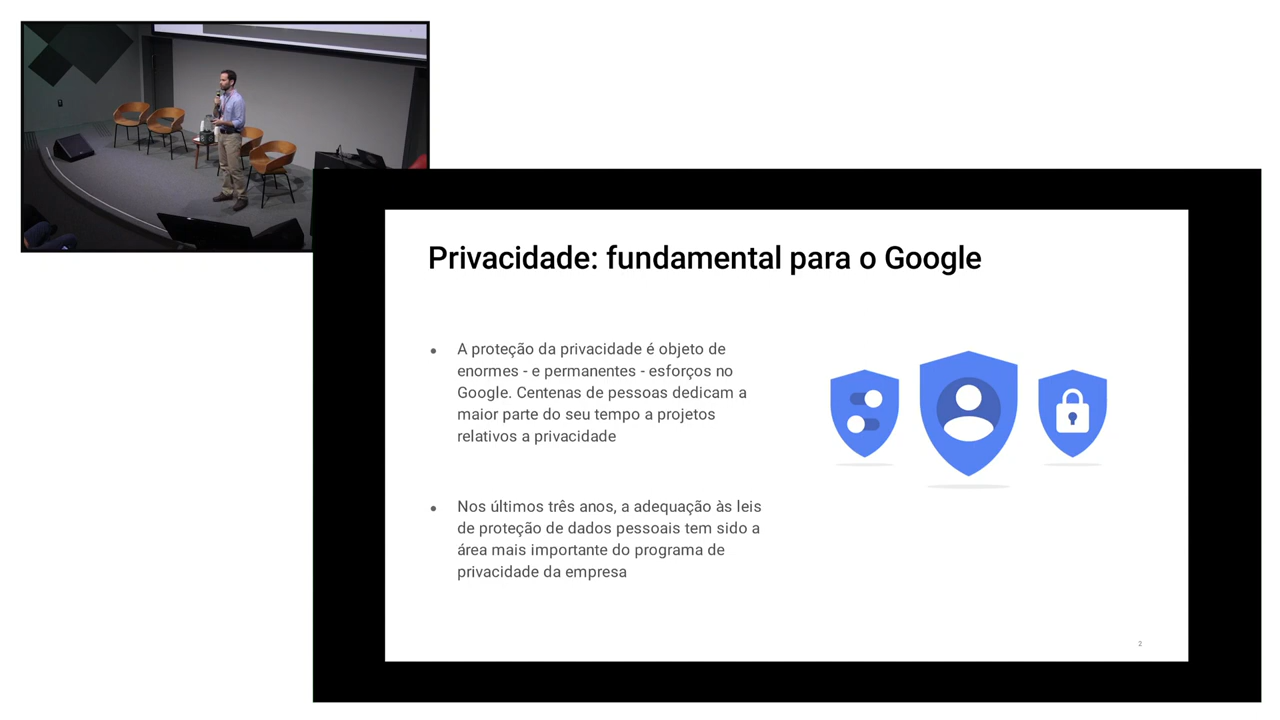 Privacidade: fundamental para o Google
● A proteção da privacidade é objeto de
enormes - e permanentes - esforços no
Google. Centenas de pessoas dedicam a
maior parte do seu tempo a projetos
relativos a privacidade
● Nos últimos três anos, a adequação às leis
de proteção de dados pessoais tem sido a
área mais importante do programa de
privacidade da empresa
2